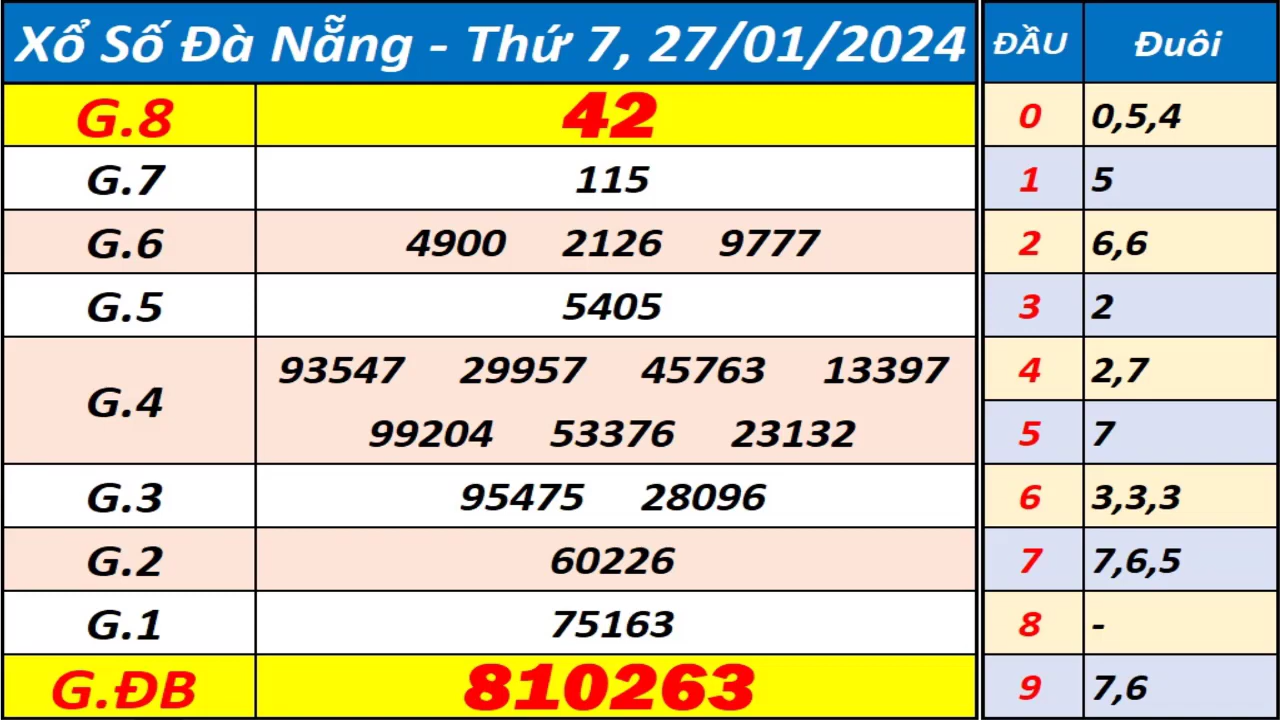 Xổ Số Đà Nẵng - Thứ 7, 27/01/2024
G.8 42
G.7 115
G.6 4900 2126 9777
G.5 5405
G.4 93547 29957 45763 13397
99204 53376 23132
G.3 95475 28096
G.2 60226
G.1 75163
G.ĐB 810263
ĐẦU Đuôi
0 0,5,4
1 5
2 6,6
3 2
4 2,7
5 7
6 3,3,3
7 7,6,5
8 -
9 7,6